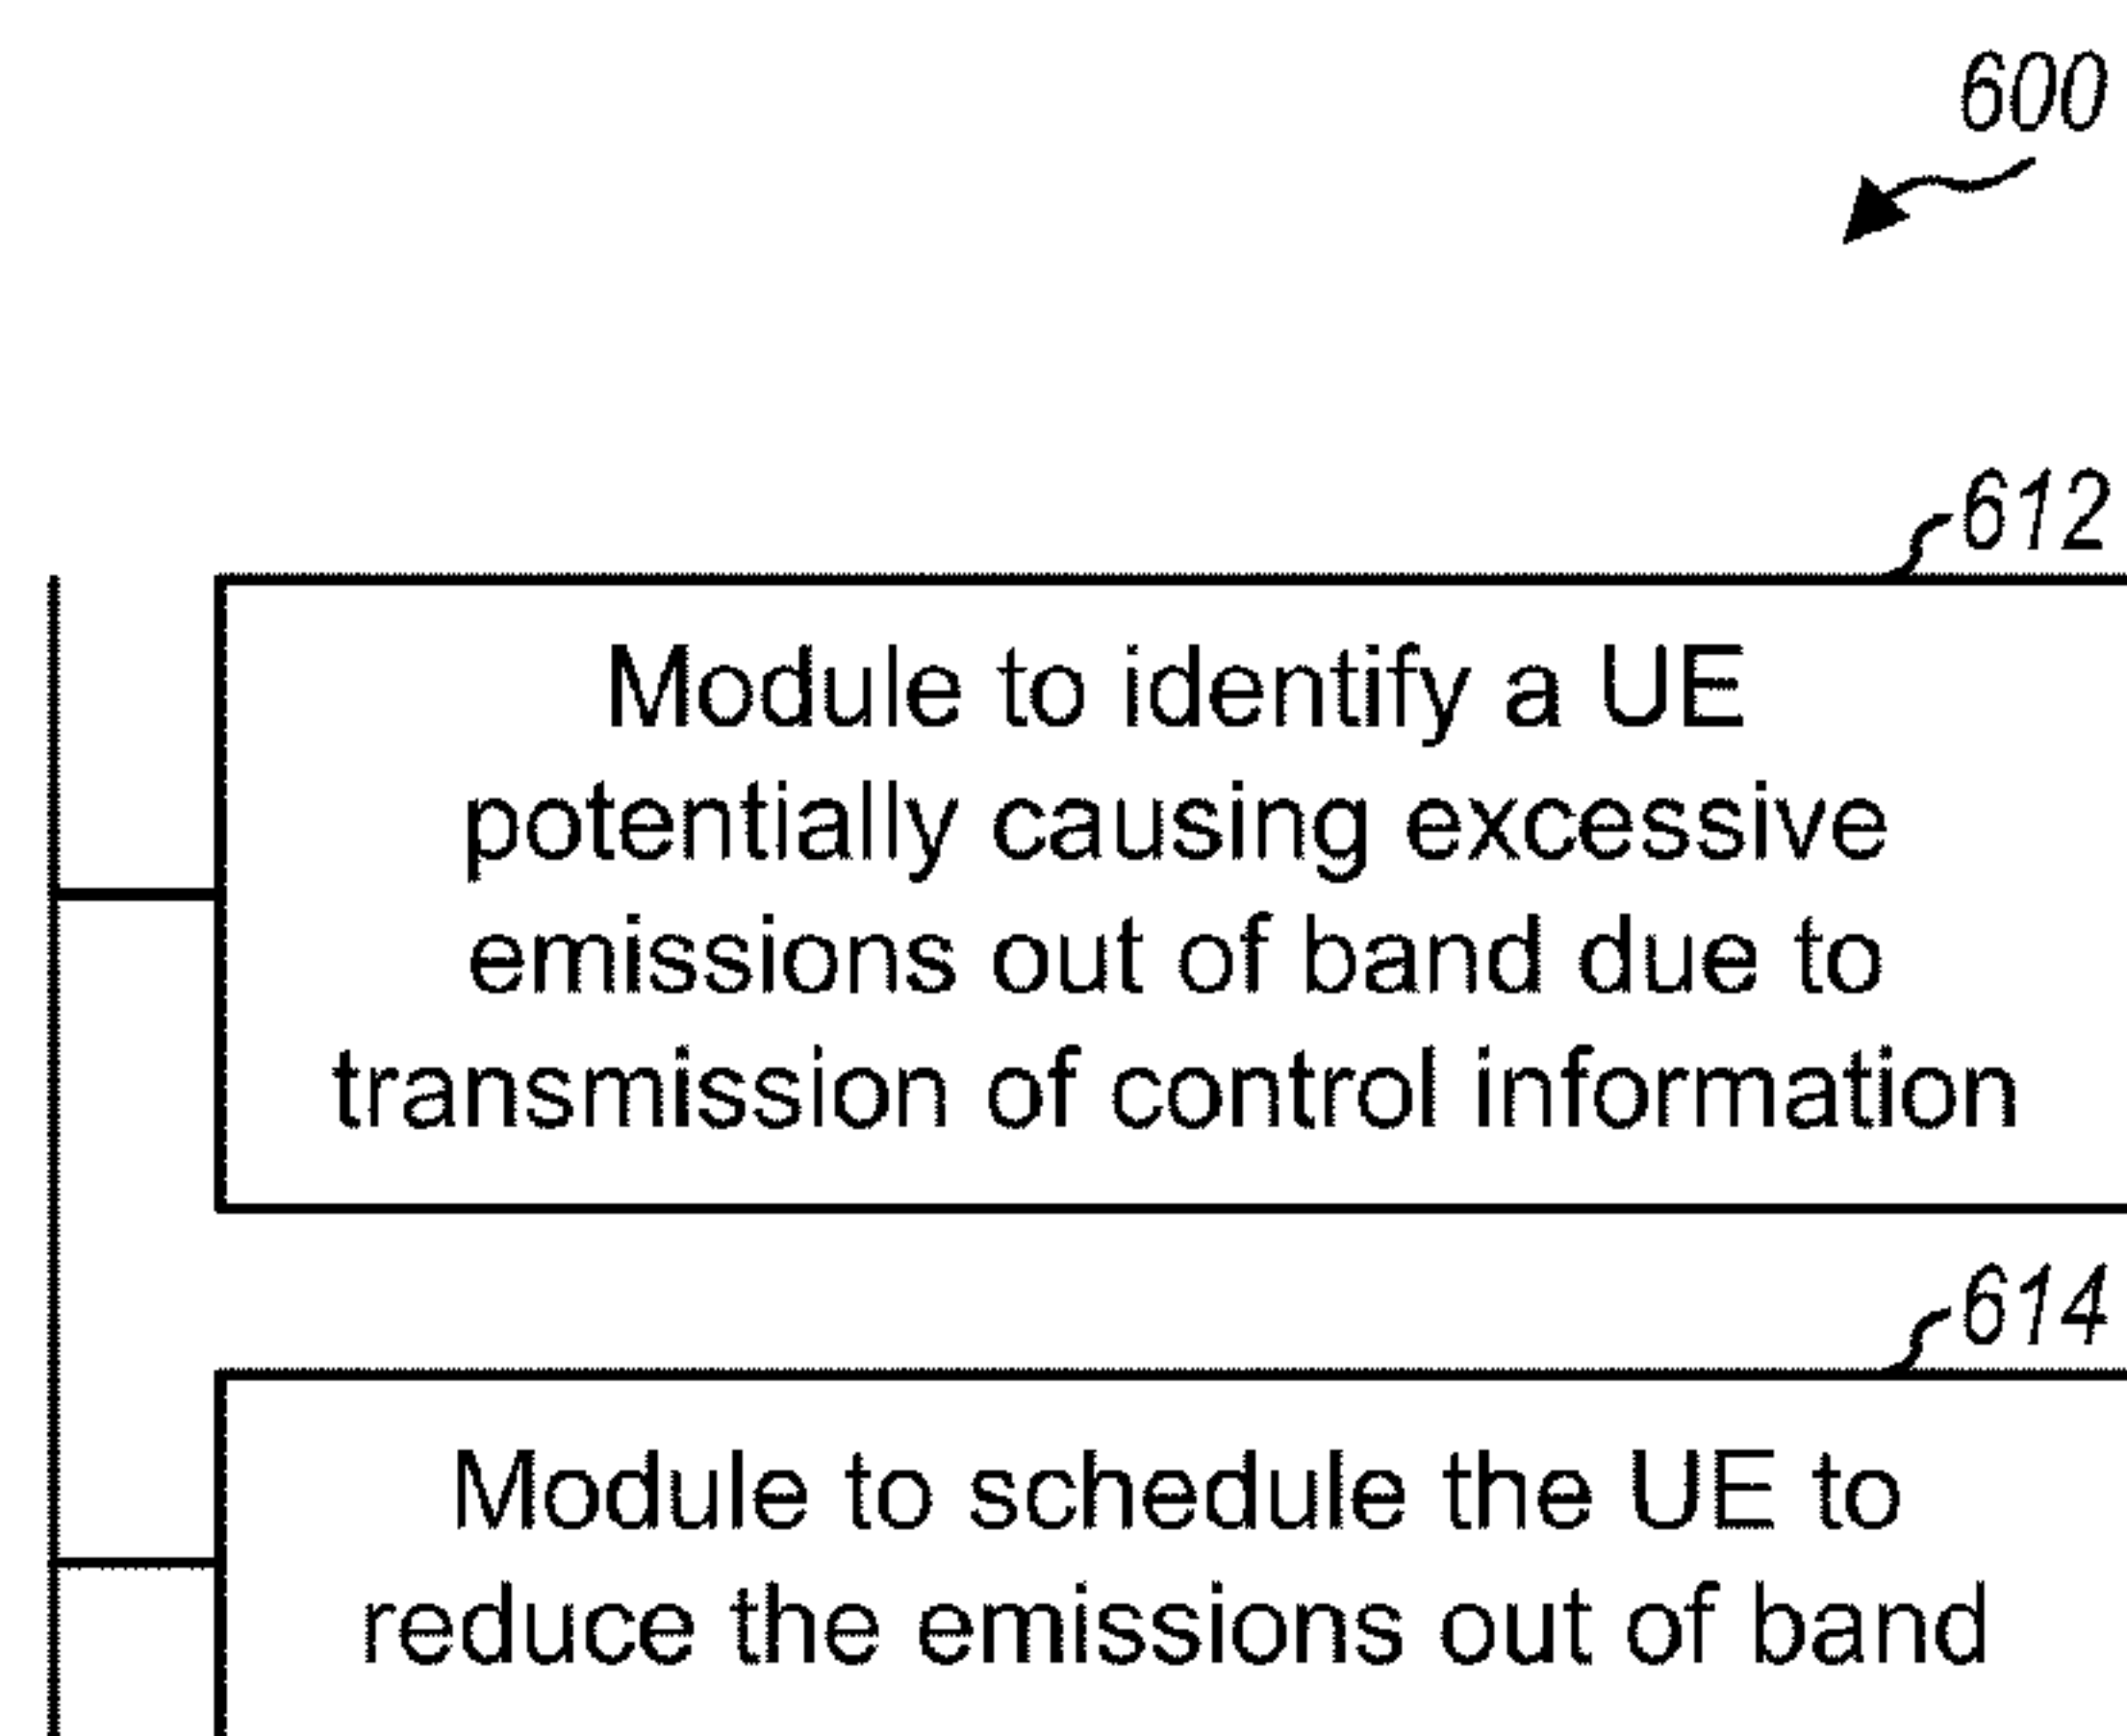 600
612
Module to identify a UE
potentially causing excessive
emissions out of band due to
transmission of control information
614
Module to schedule the UE to
reduce the emissions out of band